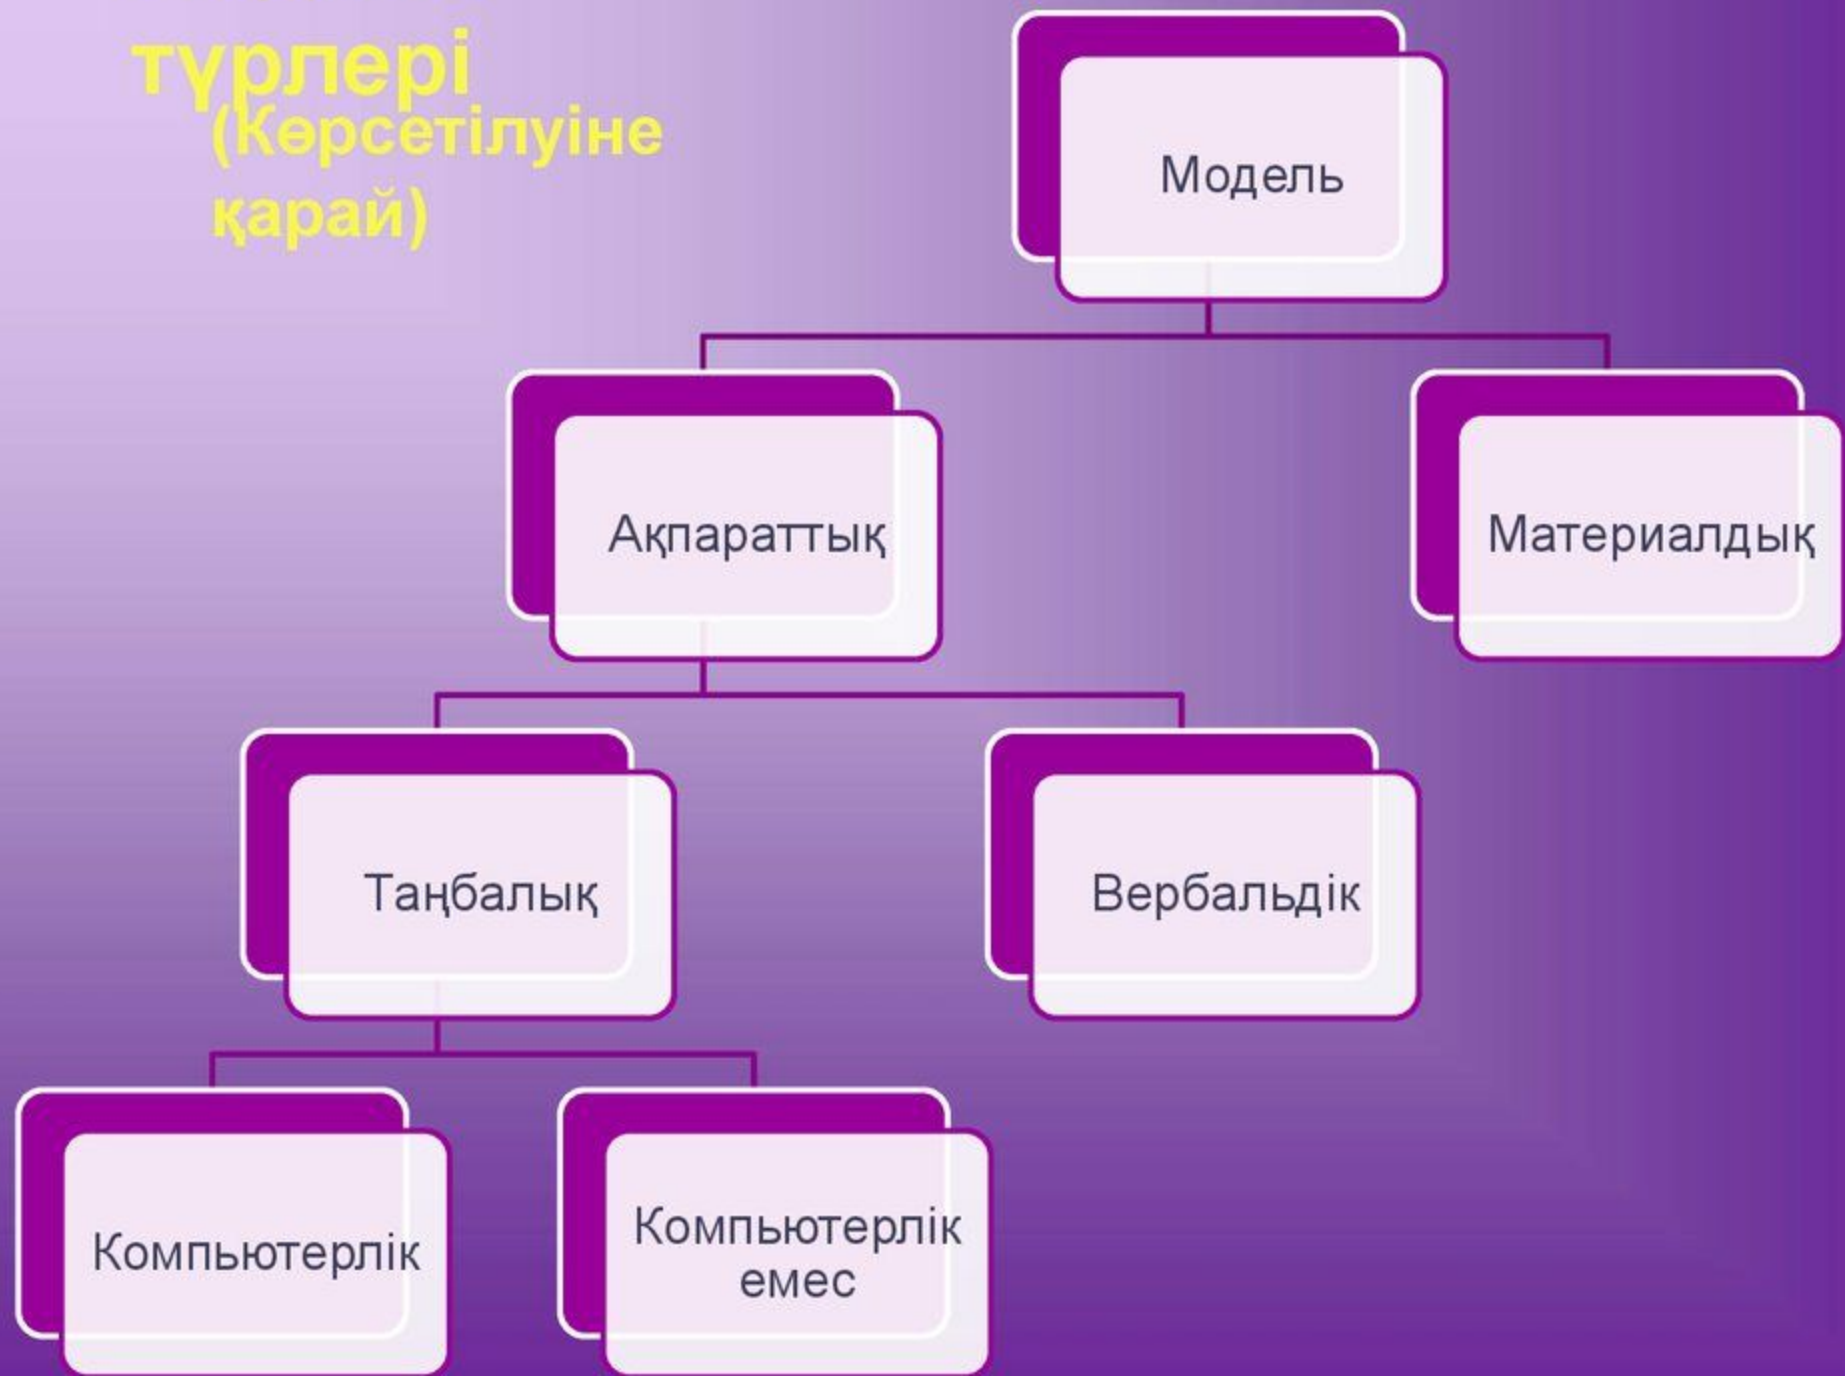 түрлері
(Көрсетілуіне
қарай)
Модель
Ақпараттық
Материалдық
Таңбалық
Вербальдік
Компьютерлік
Компьютерлік
емес